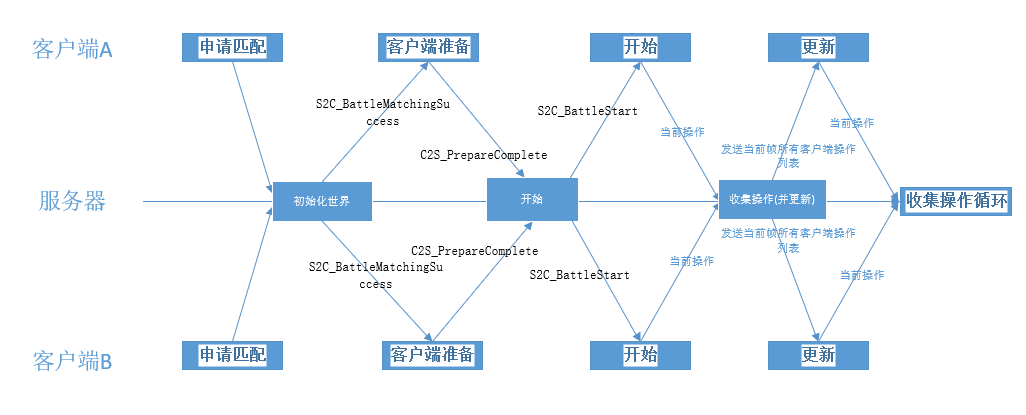 客户端A
申请匹配
客户端准备
开始
更新
S2C_BattleMatchingSu
ccess
S2C_BattleStart
当前操作
当前操作
C2S_PrepareComplete
发送当前帧所有客户端操作
列表
服务器
初始化世界
开始
收集操作(并更新)
收集操作循环
C2S_PrepareComplete
发送当前帧所有客户端操作
列表
S2C_BattleMatchingSu
ccess
S2C_BattleStart
当前操作
当前操作
客户端B
申请匹配
客户端准备
开始
更新